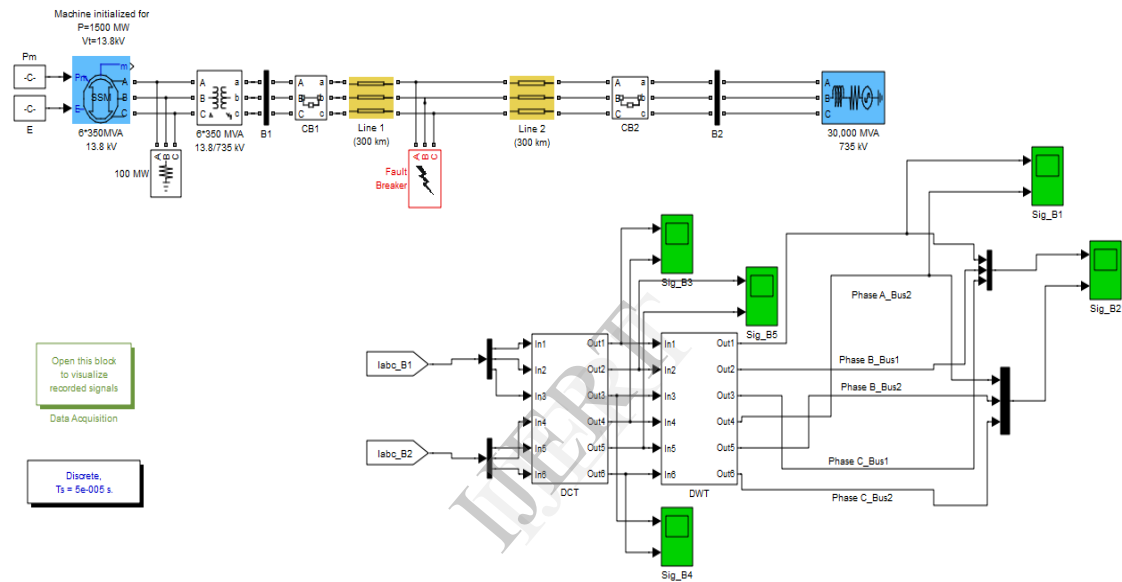 Machine initialized for
P=1500 MW
Vt=13.8kV
Pm
-C-
-C-
E
Pm
m
E
SSM
A
B
C
6*350MVA
13.8 kV
A B C
100 MW
A a
B b
C c
6*350 MVA
13.8/735 kV
B1
A a
B b
C c
CB1
Line 1
(300 km)
A B C
Fault
Breaker
Line 2
(300 km)
A a
B b
C c
CB2
B2
A
B
C
30,000 MVA
735 kV
Sig_B1
Sig_B2
Sig_B3
Sig_B5
Sig_B4
Phase A_Bus2
Phase B_Bus1
Phase B_Bus2
Phase C_Bus1
Phase C_Bus2
Iabc_B1
Iabc_B2
In1 Out1
In2 Out2
In3 Out3
In4 Out4
In5 Out5
In6 Out6
DCT
In1 Out1
In2 Out2
In3 Out3
In4 Out4
In5 Out5
In6 Out6
DWT
Open this block
to visualize
recorded signals
Data Acquisition
Discrete,
Ts = 5e-005 s.
IJERT